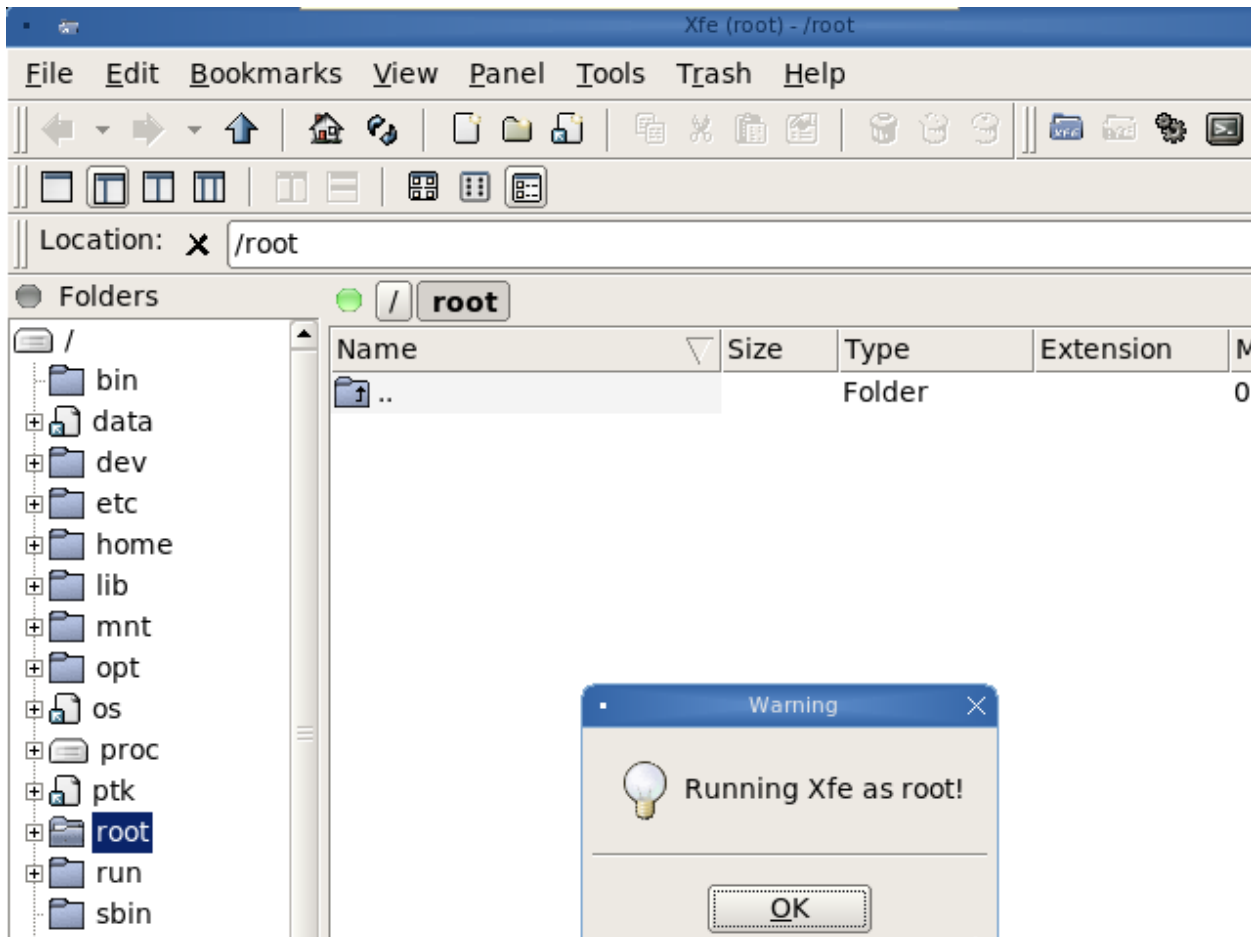 Xfe (root) - /root
File Edit Bookmarks View Panel Tools Trash Help
Location: /root
Folders
/ root
/
Name Size Type Extension M
bin
.. Folder 0
data
dev
etc
home
lib
mnt
opt
os
Warning
proc
Running Xfe as root!
ptk
root
run
OK
sbin